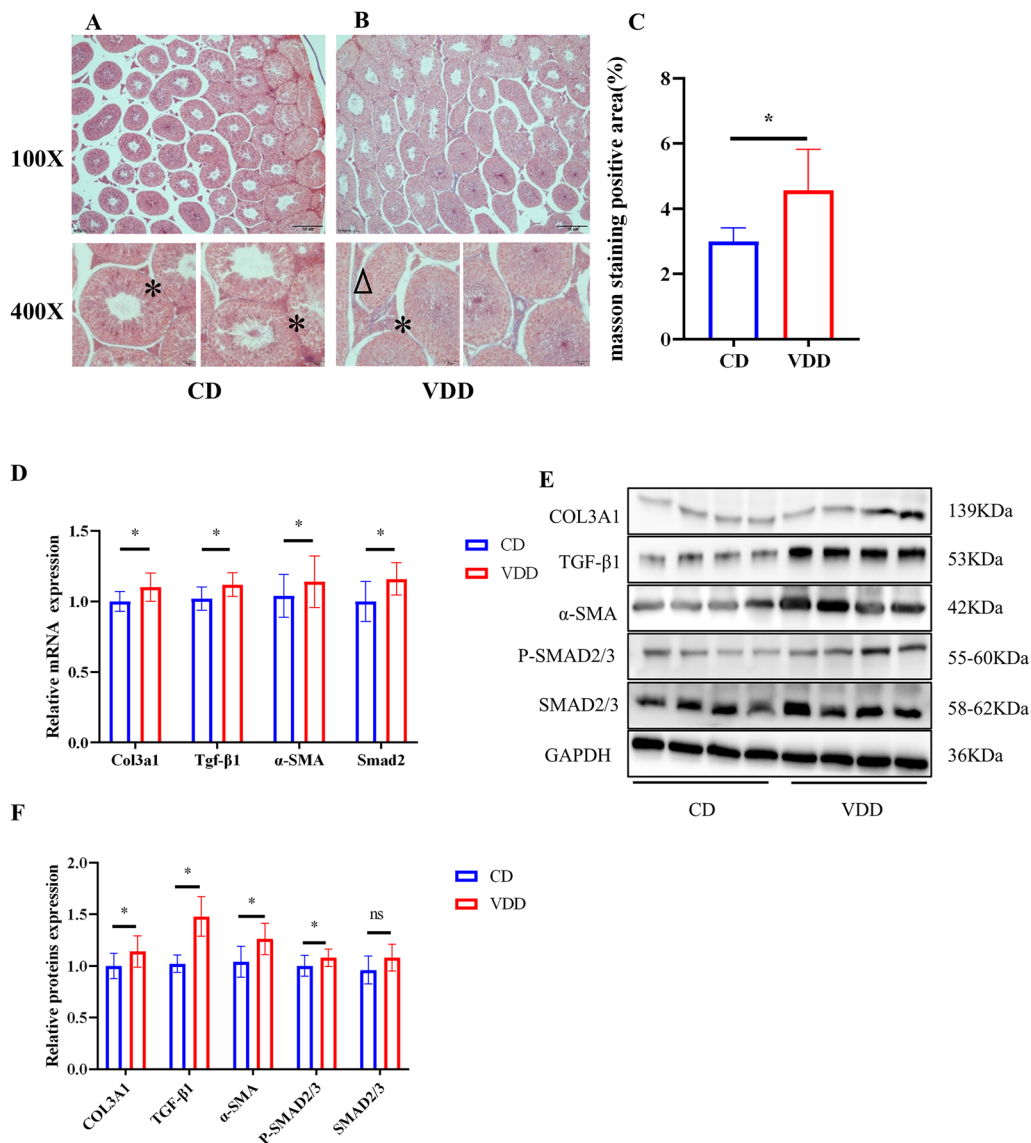 A
B
C
100X
400X
CD
VDD
masson staining positive area(%)
8
6
4
2
0
*
CD
VDD
D
Relative mRNA expression
1.5
1.0
0.5
0.0
* * * *
Col3a1 Tgf-β1 α-SMA Smad2
CD
VDD
E
COL3A1 139KDa
TGF-β1 53KDa
α-SMA 42KDa
P-SMAD2/3 55-60KDa
SMAD2/3 58-62KDa
GAPDH 36KDa
CD VDD
F
Relative proteins expression
2.0
1.5
1.0
0.5
0.0
* * * * ns
COL3A1
TGF-β1
α-SMA
P-SMAD2/3
SMAD2/3
CD
VDD